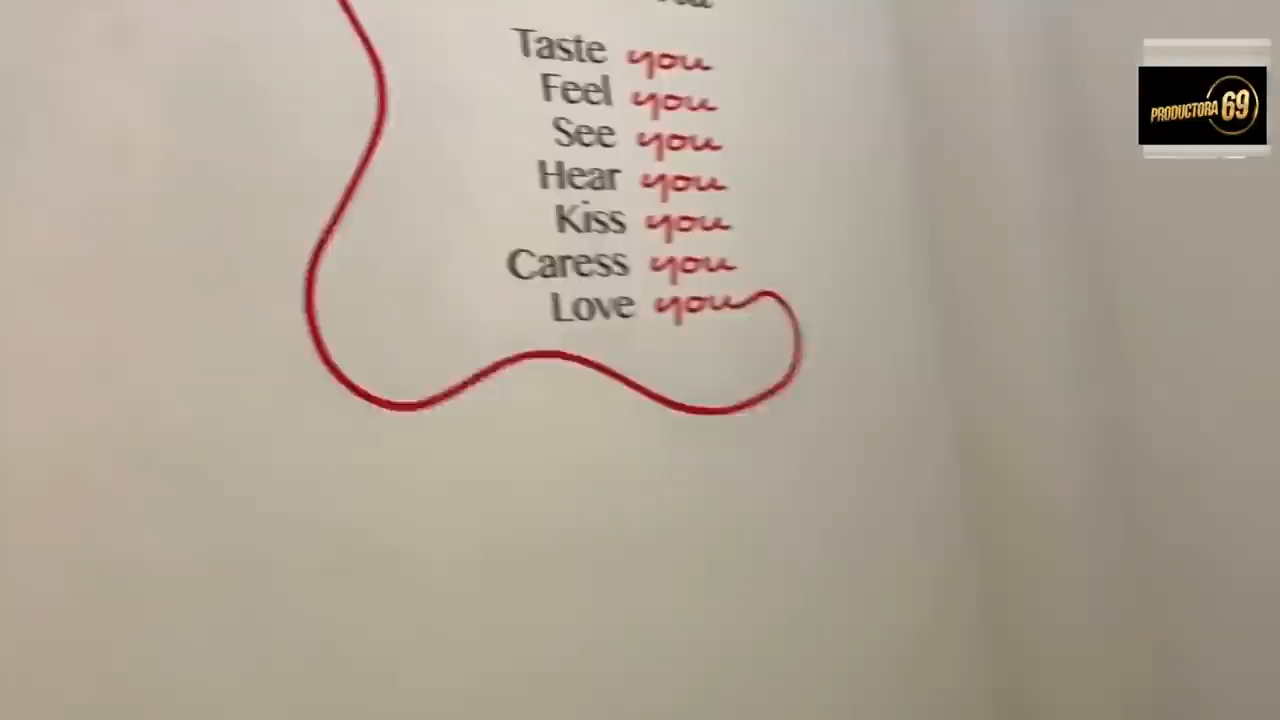 Taste you
Feel you
See you
Hear you
Kiss you
Caress you
Love you
PRODUCTORA 69